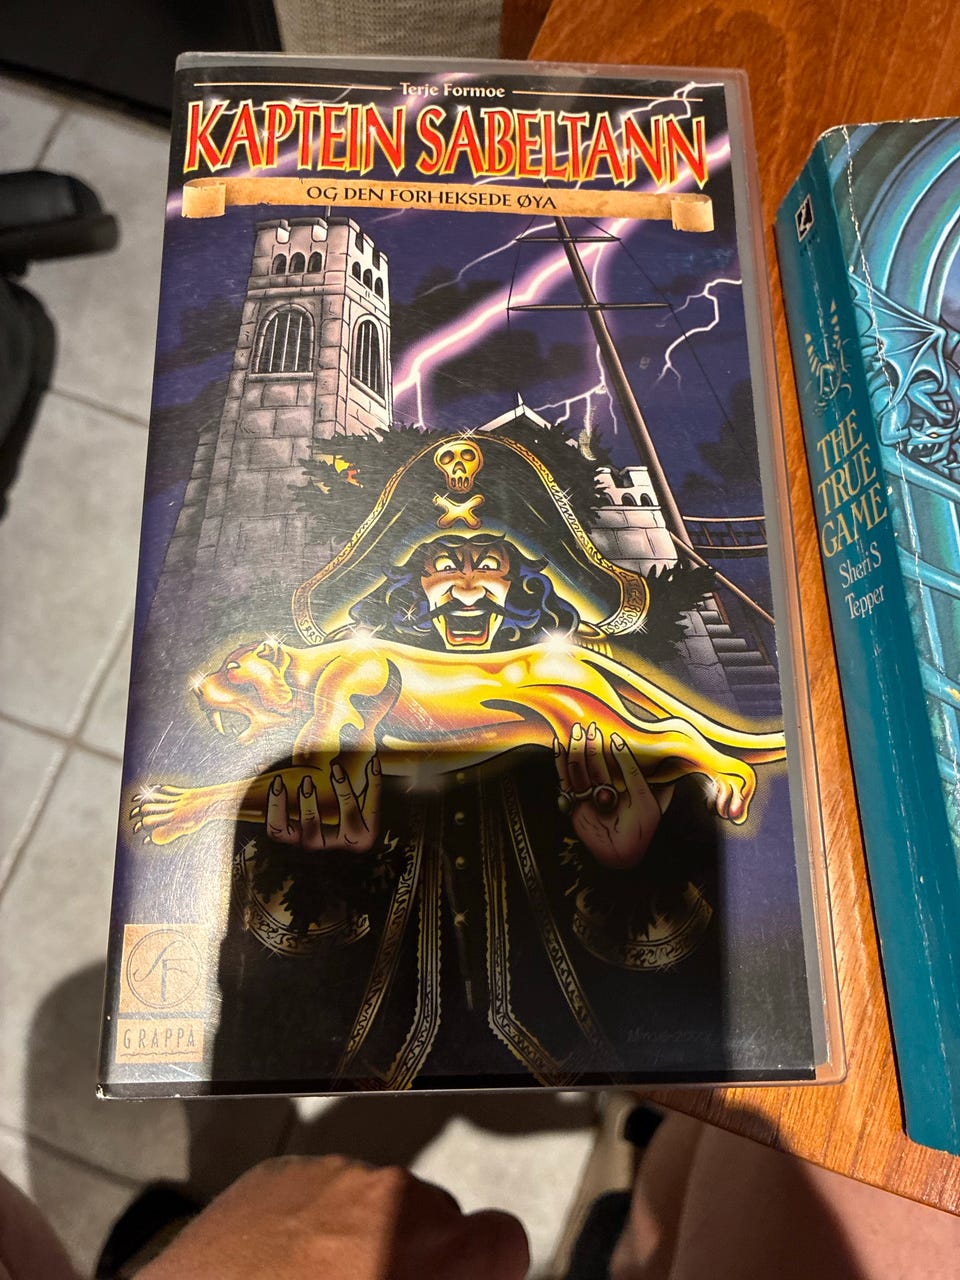 Terje Formoe
KAPTEIN SABELTANN
OG DEN FORHEKSEDE ØYA
SF
GRAPPA
THE
TRUE
GAME
Sheri S
Tepper